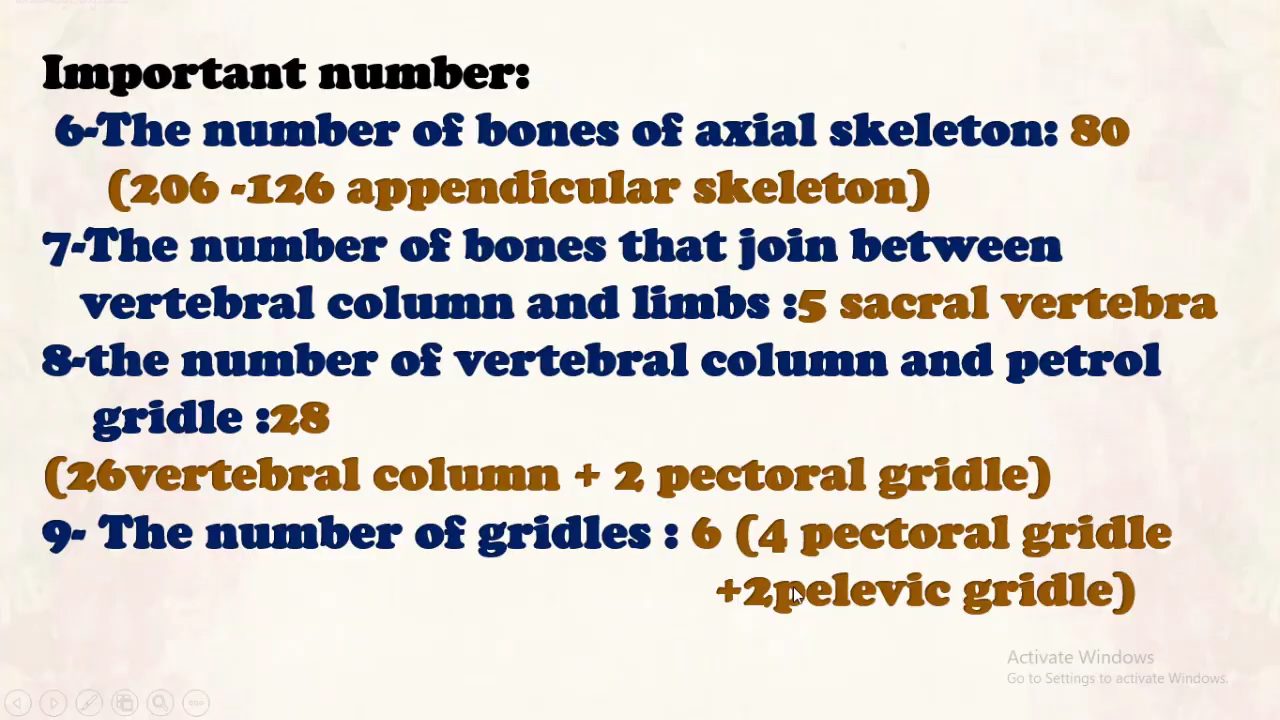 Important number:
6-The number of bones of axial skeleton: 80
(206 -126 appendicular skeleton)
7-The number of bones that join between
vertebral column and limbs :5 sacral vertebra
8-the number of vertebral column and petrol
gridle :28
(26vertebral column + 2 pectoral gridle)
9- The number of gridles : 6 (4 pectoral gridle
+2pelevic gridle)
Activate Windows
Go to Settings to activate Windows.